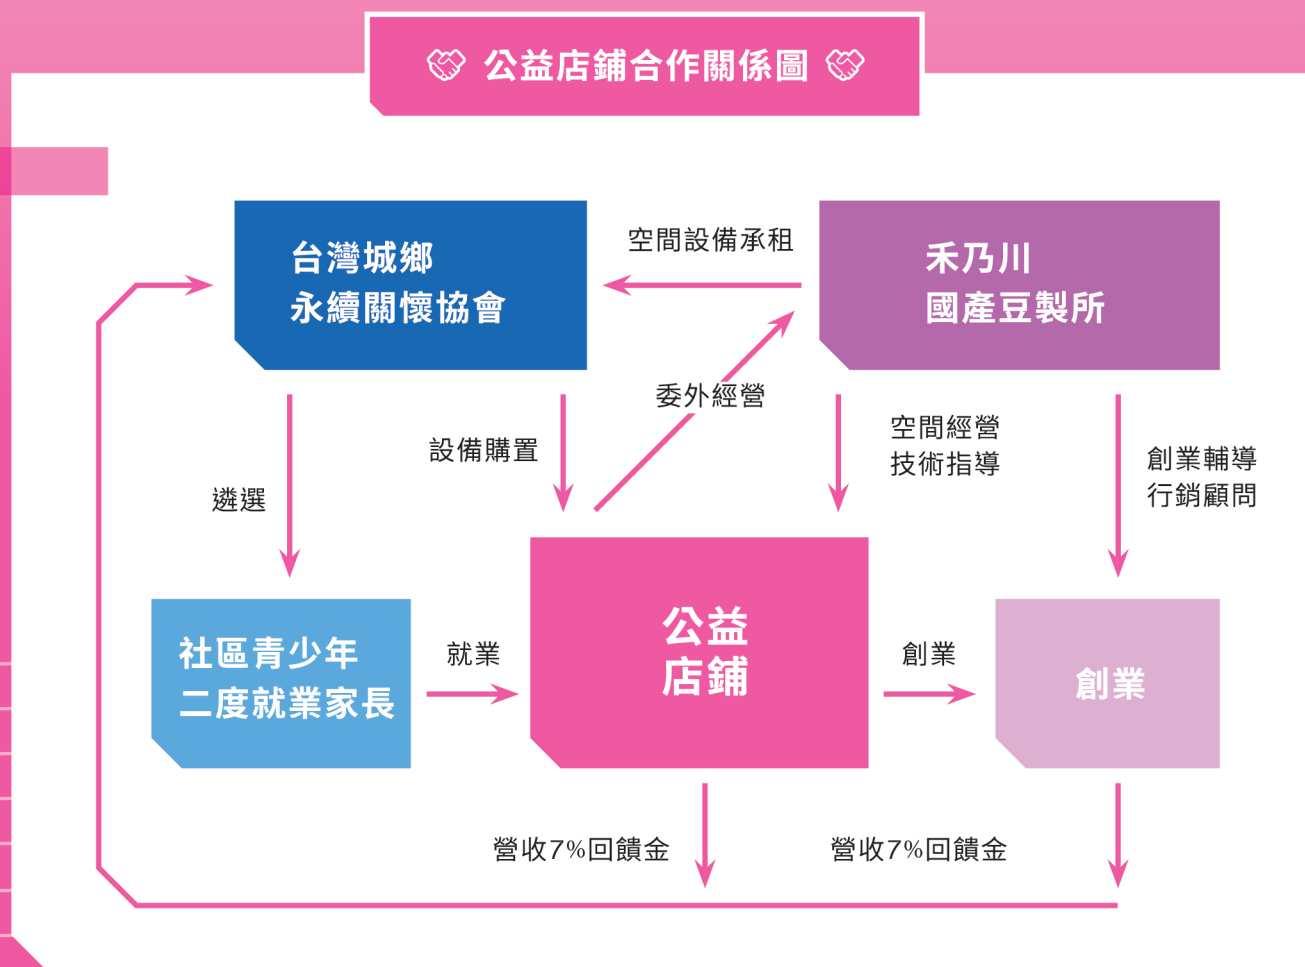 公益店鋪合作關係圖
台灣城鄉
永續關懷協會
空間設備承租
禾乃川
國產豆製所
委外經營
設備購置
空間經營
技術指導
創業輔導
行銷顧問
遴選
社區青少年
二度就業家長
就業
公益
店鋪
創業
創業
營收7%回饋金
營收7%回饋金